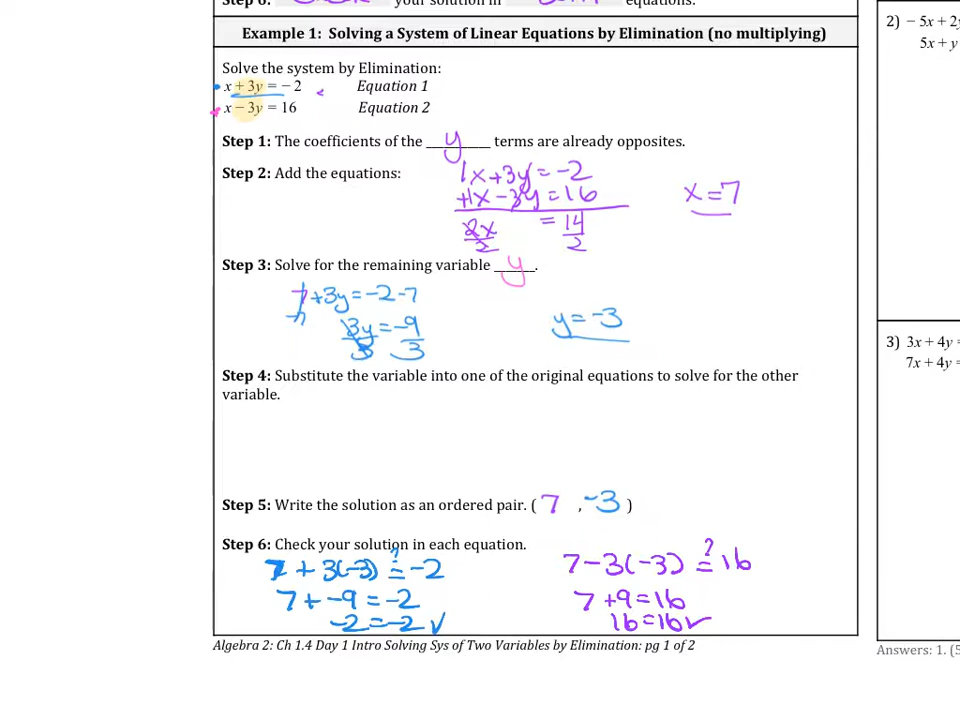 your solution in equations.
Example 1: Solving a System of Linear Equations by Elimination (no multiplying)
Solve the system by Elimination:
x + 3y = − 2 Equation 1
x − 3y = 16 Equation 2
Step 1: The coefficients of the y terms are already opposites.
Step 2: Add the equations:
1x + 3y = -2
+1x - 3y = 16
2x/2 = 14/2
x = 7
Step 3: Solve for the remaining variable y.
7 + 3y = -2 - 7
-7
3y/3 = -9/3
y = -3
Step 4: Substitute the variable into one of the original equations to solve for the other
variable.
Step 5: Write the solution as an ordered pair. ( 7 , -3 )
Step 6: Check your solution in each equation.
7 + 3(-3) ?= -2
7 + -9 = -2
-2 = -2 ✓
7 - 3(-3) ?= 16
7 + 9 = 16
16 = 16 ✓
Algebra 2: Ch 1.4 Day 1 Intro Solving Sys of Two Variables by Elimination: pg 1 of 2
2) − 5x + 2y
5x + y
3) 3x + 4y =
7x + 4y =
Answers: 1. (5